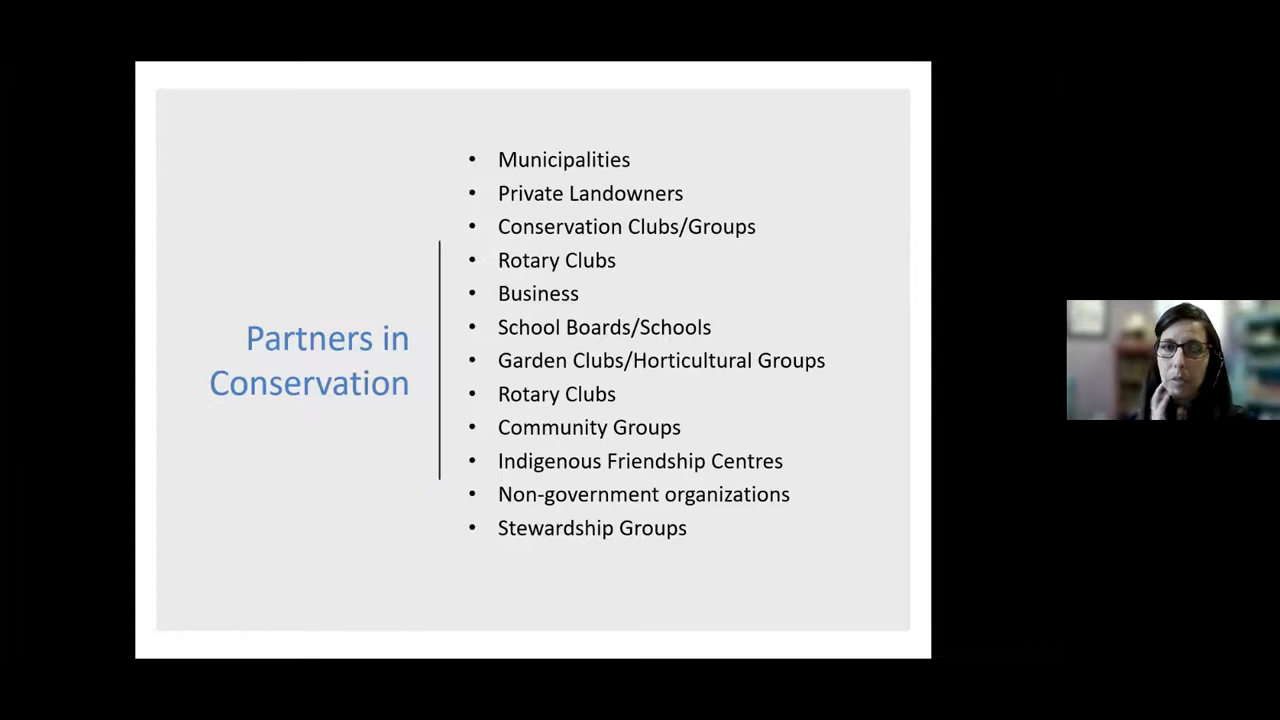 Partners in
Conservation
• Municipalities
• Private Landowners
• Conservation Clubs/Groups
• Rotary Clubs
• Business
• School Boards/Schools
• Garden Clubs/Horticultural Groups
• Rotary Clubs
• Community Groups
• Indigenous Friendship Centres
• Non-government organizations
• Stewardship Groups